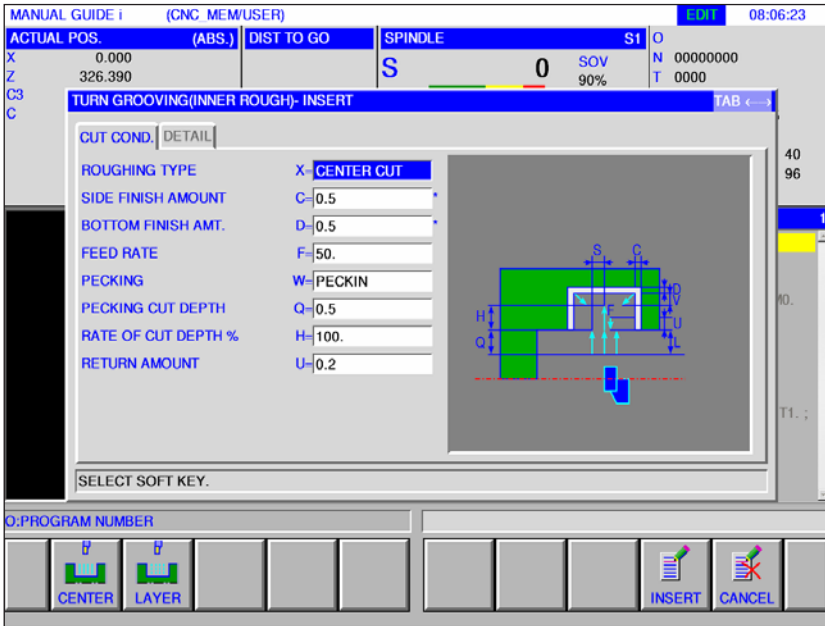 MANUAL GUIDE i (CNC_MEM/USER) EDIT 08:06:23
ACTUAL POS. (ABS.) DIST TO GO SPINDLE S1 O
X 0.000 S 0 SOV N 00000000
Z 326.390 90% T 0000
C3
C
TURN GROOVING(INNER ROUGH)- INSERT TAB ←→
CUT COND. DETAIL
ROUGHING TYPE X= CENTER CUT
SIDE FINISH AMOUNT C= 0.5 *
BOTTOM FINISH AMT. D= 0.5 *
FEED RATE F= 50.
PECKING W= PECKIN
PECKING CUT DEPTH Q= 0.5
RATE OF CUT DEPTH % H= 100.
RETURN AMOUNT U= 0.2
S C
D
V
H F U
Q L
40
96
1
M0.
T1. ;
SELECT SOFT KEY.
O:PROGRAM NUMBER
CENTER LAYER INSERT CANCEL